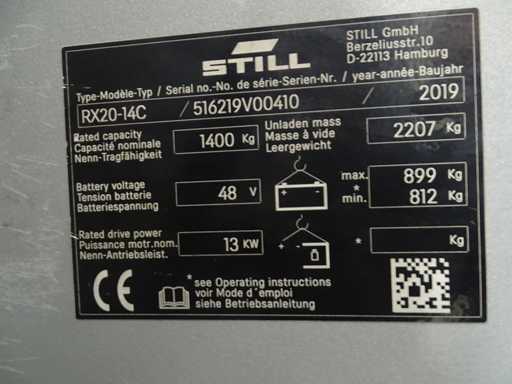 STILL
STILL GmbH
Berzeliusstr.10
D-22113 Hamburg
Type-Modèle-Typ / Serial no.-No. de série-Serien-Nr. / year-année-Baujahr
RX20-14C / 516219V00410 / 2019
Rated capacity
Capacité nominale
Nenn-Tragfähigkeit
1400 Kg
Unladen mass
Masse à vide
Leergewicht
2207 Kg
Battery voltage
Tension batterie
Batteriespannung
48 V
+ -
max. 899 Kg
*
min. 812 Kg
Rated drive power
Puissance motr.nom.
Nenn-Antriebsleist.
13 KW
* Kg
CE
*see Operating instructions
voir Mode d´emploi
siehe Betriebsanleitung